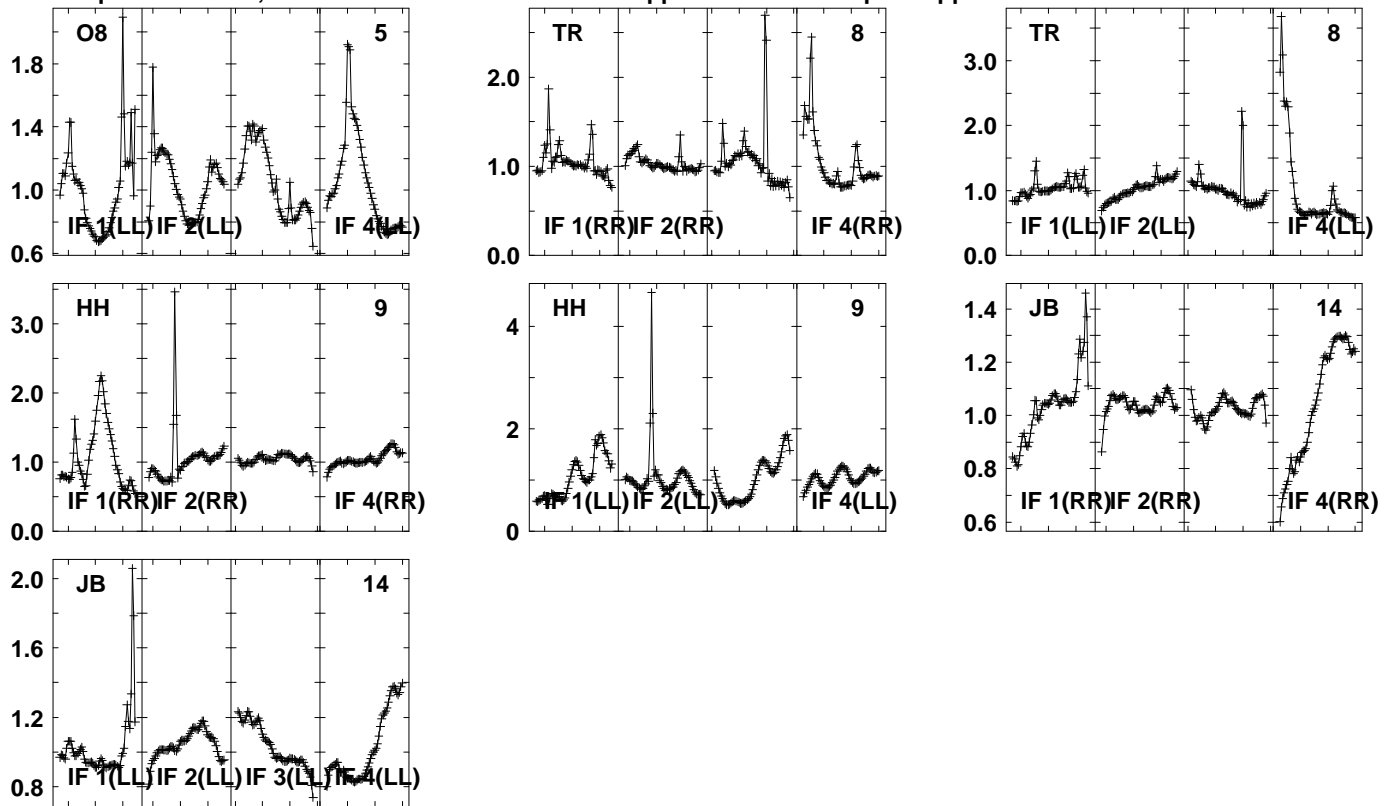 O8 5
1.8
1.4
1.0
0.6
IF 1(LL) IF 2(LL) IF 4(LL)
TR 8
2.0
1.0
0.0
IF 1(RR) IF 2(RR) IF 4(RR)
TR 8
3.0
2.0
1.0
0.0
IF 1(LL) IF 2(LL) IF 4(LL)
HH 9
3.0
2.0
1.0
0.0
IF 1(RR) IF 2(RR) IF 4(RR)
HH 9
4
2
0
IF 1(LL) IF 2(LL) IF 4(LL)
JB 14
1.4
1.2
1.0
0.8
0.6
IF 1(RR) IF 2(RR) IF 4(RR)
JB 14
2.0
1.6
1.2
0.8
IF 1(LL) IF 2(LL) IF 3(LL) IF 4(LL)